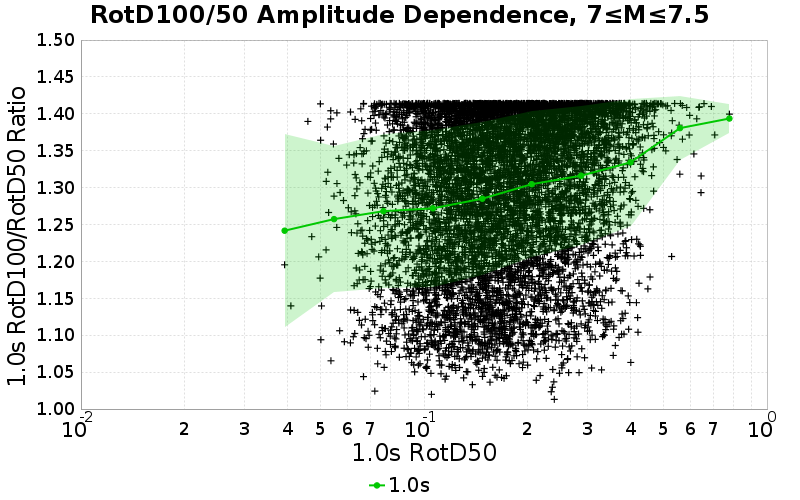 RotD100/50 Amplitude Dependence, 7≤M≤7.5
1.0s RotD100/RotD50 Ratio
1.50
1.45
1.40
1.35
1.30
1.25
1.20
1.15
1.10
1.05
1.00
10-2 2 3 4 5 6 7 10-1 2 3 4 5 6 7 100
1.0s RotD50
1.0s